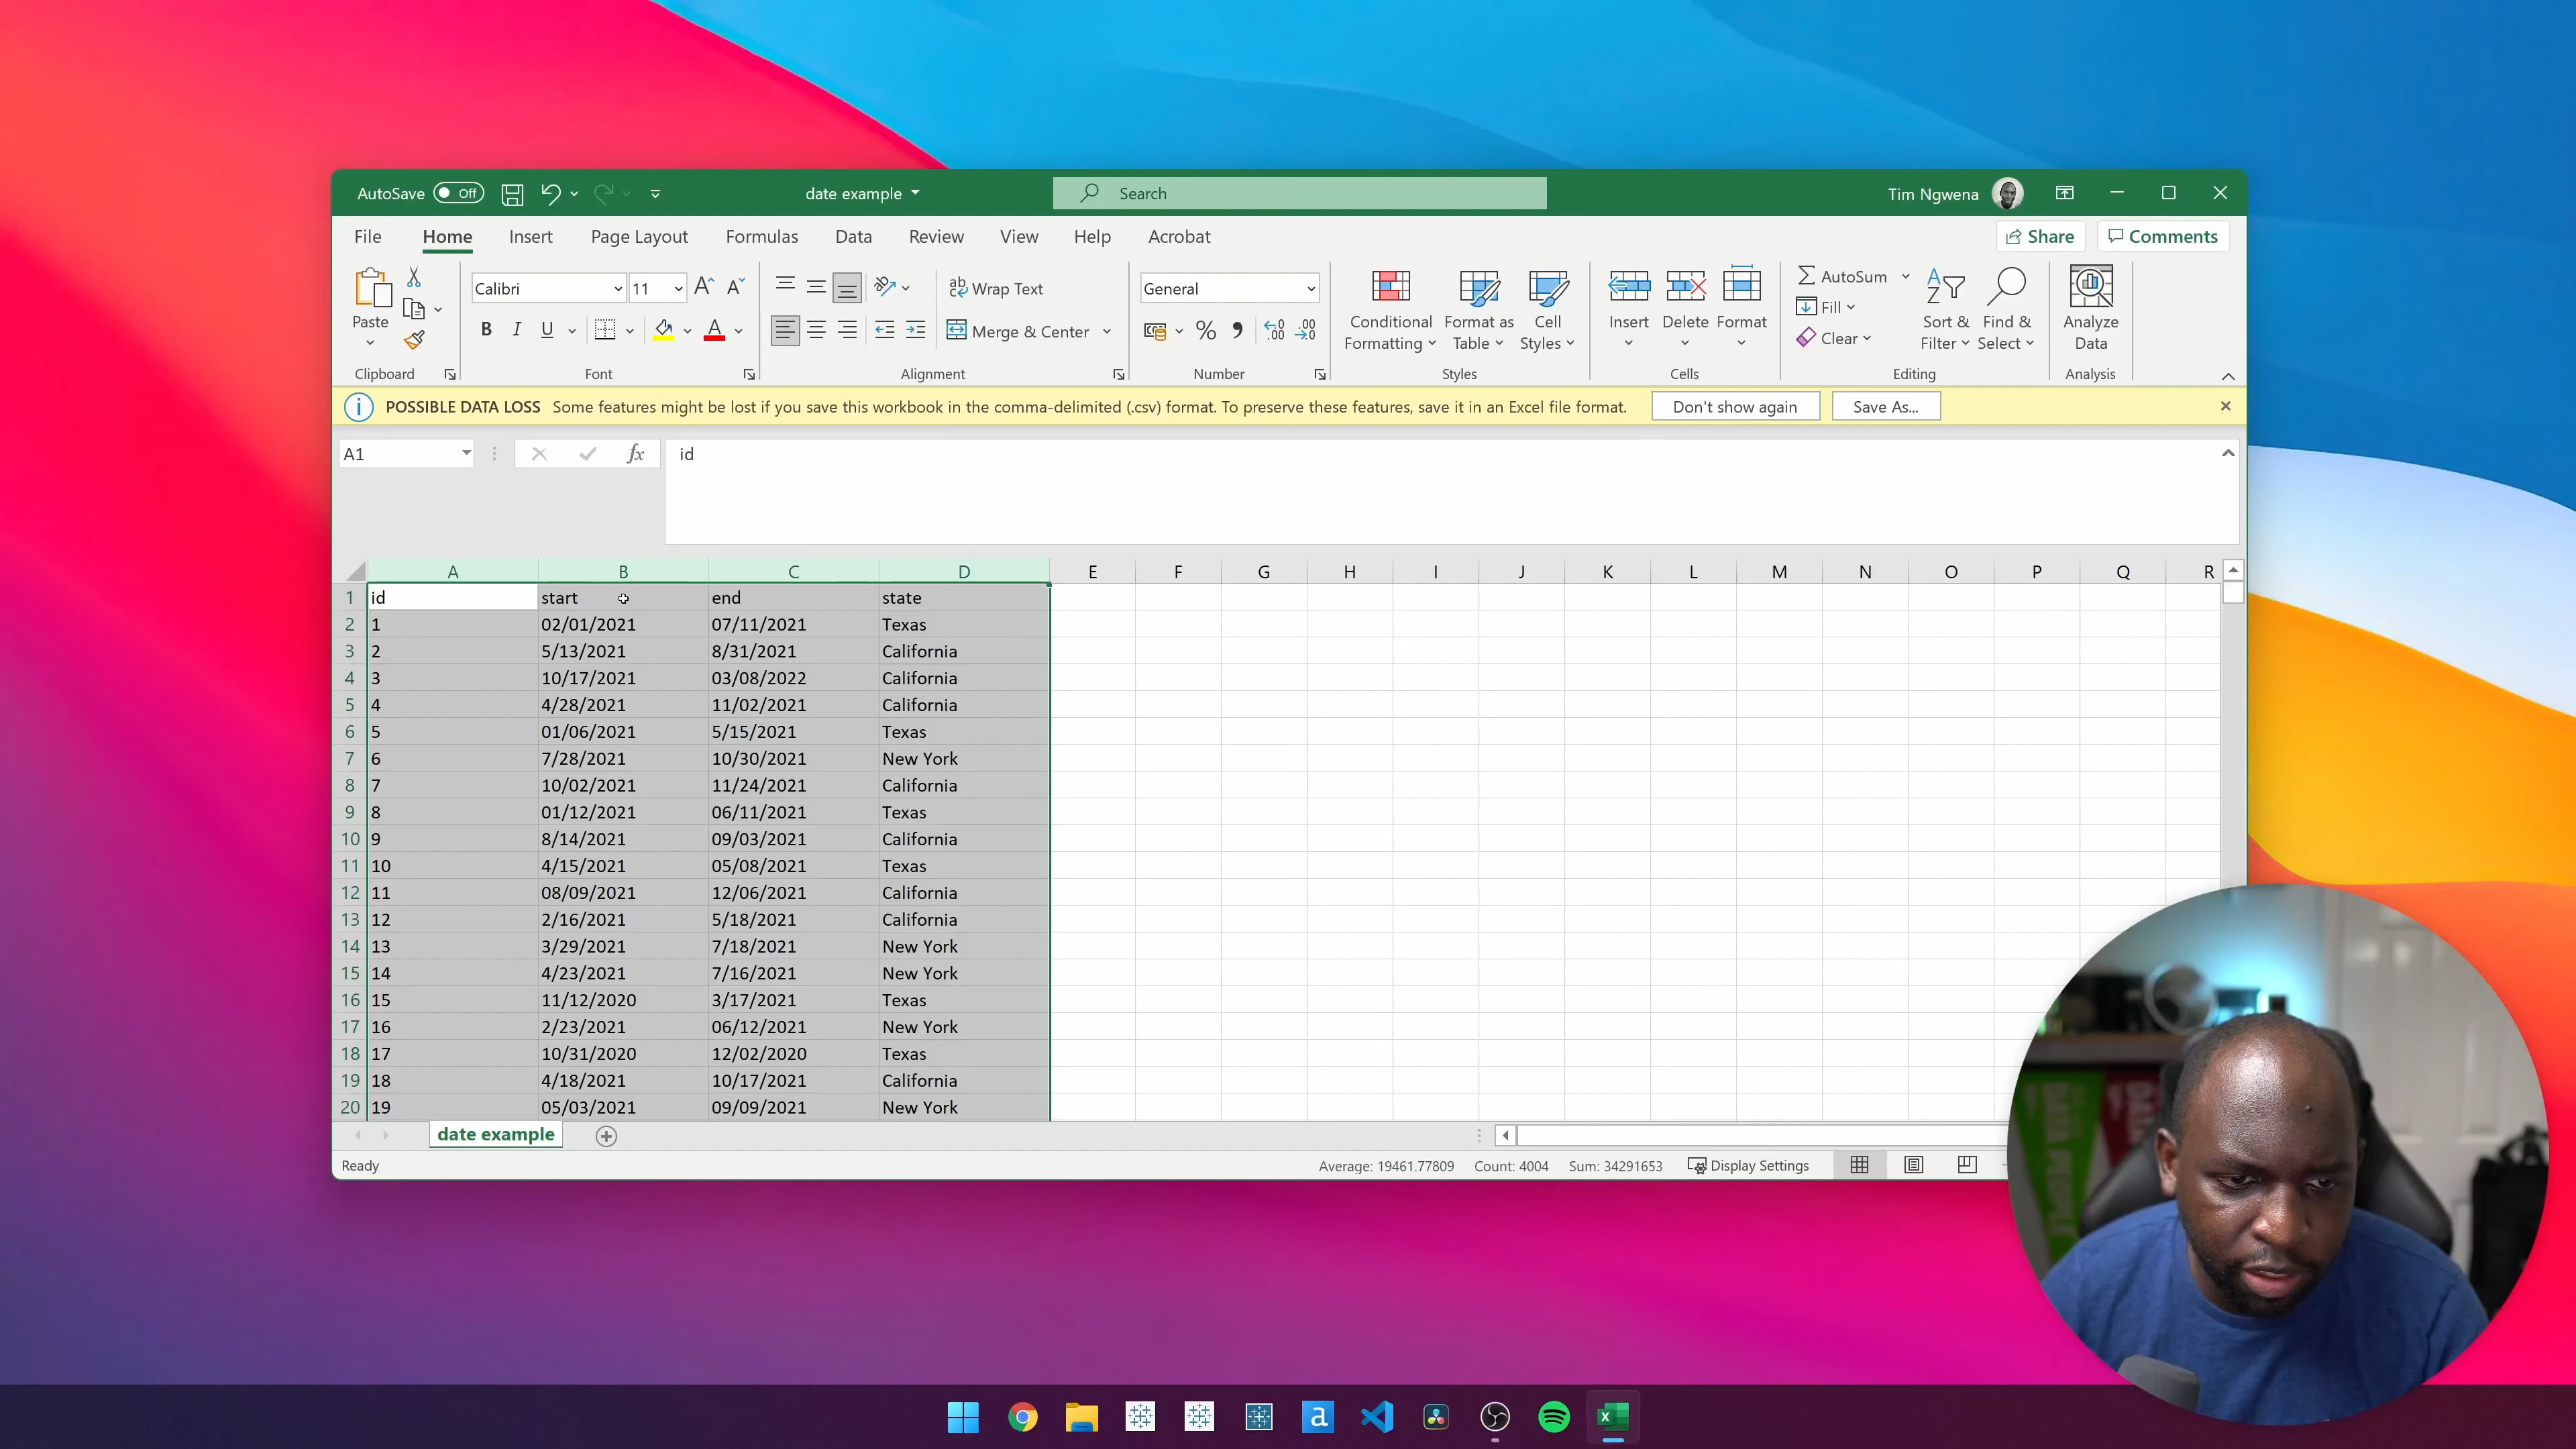 AutoSave Off date example Search Tim Ngwena
File Home Insert Page Layout Formulas Data Review View Help Acrobat Share Comments
Paste
Clipboard
Calibri 11
B I U A
Font
ab Wrap Text
Merge & Center
Alignment
General
% 
Number
Conditional Formatting
Format as Table
Cell Styles
Styles
Insert Delete Format
Cells
AutoSum
Fill
Clear
Sort & Filter
Find & Select
Editing
Analyze Data
Analysis
POSSIBLE DATA LOSS Some features might be lost if you save this workbook in the comma-delimited (.csv) format. To preserve these features, save it in an Excel file format. Don't show again Save As...
A1 fx id
A B C D E F G H I J K L M N O P Q R
1 id start end state
2 1 02/01/2021 07/11/2021 Texas
3 2 5/13/2021 8/31/2021 California
4 3 10/17/2021 03/08/2022 California
5 4 4/28/2021 11/02/2021 California
6 5 01/06/2021 5/15/2021 Texas
7 6 7/28/2021 10/30/2021 New York
8 7 10/02/2021 11/24/2021 California
9 8 01/12/2021 06/11/2021 Texas
10 9 8/14/2021 09/03/2021 California
11 10 4/15/2021 05/08/2021 Texas
12 11 08/09/2021 12/06/2021 California
13 12 2/16/2021 5/18/2021 California
14 13 3/29/2021 7/18/2021 New York
15 14 4/23/2021 7/16/2021 New York
16 15 11/12/2020 3/17/2021 Texas
17 16 2/23/2021 06/12/2021 New York
18 17 10/31/2020 12/02/2020 Texas
19 18 4/18/2021 10/17/2021 California
20 19 05/03/2021 09/09/2021 New York
date example
Ready Average: 19461.77809 Count: 4004 Sum: 34291653 Display Settings